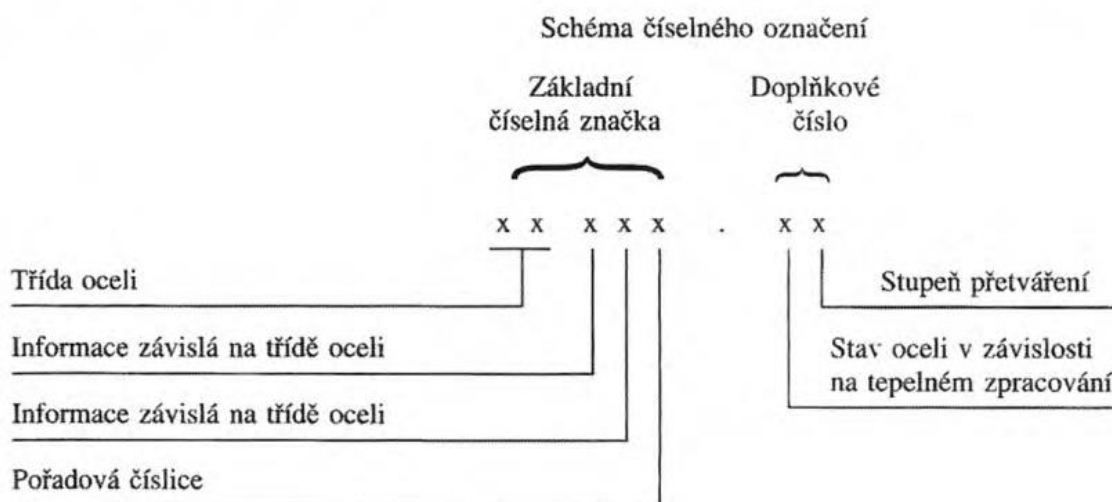 Schéma číselného označení
Základní
číselná značka
Doplňkové
číslo
x x x x x . x x
Třída oceli
Stupeň přetváření
Informace závislá na třídě oceli
Stav oceli v závislosti
na tepelném zpracování
Informace závislá na třídě oceli
Pořadová číslice